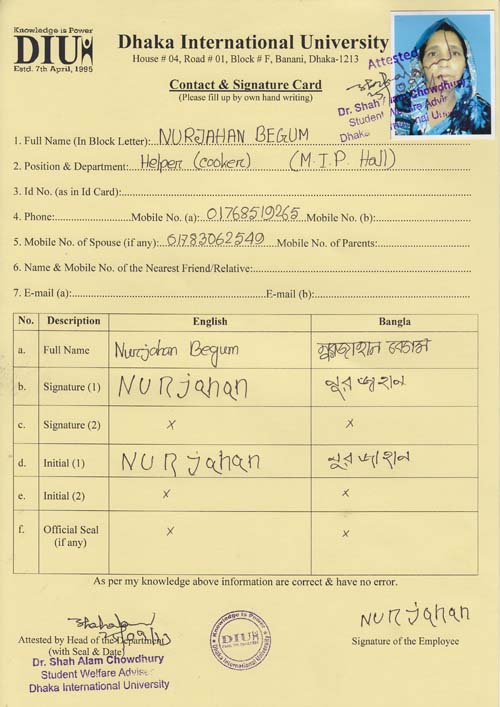 Knowledge is Power
DIU
Estd. 7th April, 1995
Dhaka International University
House # 04, Road # 01, Block # F, Banani, Dhaka-1213
Contact & Signature Card
(Please fill up by own hand writing)
Attested
Dr. Shah Alam Chowdhury
Student Welfare Advis
Dhaka
1. Full Name (In Block Letter): NURJAHAN BEGUM
2. Position & Department: Helper (cooker) (M.I.P. Hall)
3. Id No. (as in Id Card):
4. Phone: Mobile No. (a): 01768519265 Mobile No. (b):
5. Mobile No. of Spouse (if any): 01783062549 Mobile No. of Parents:
6. Name & Mobile No. of the Nearest Friend/Relative:
7. E-mail (a): E-mail (b):
No. Description English Bangla
a. Full Name Nurjahan Begum নুরজাহান বেগম
b. Signature (1) NURjahan নুরজাহান
c. Signature (2) x x
d. Initial (1) NURjahan নুরজাহান
e. Initial (2) x x
f. Official Seal (if any) x x
As per my knowledge above information are correct & have no error.
NURjahan
Attested by Head of the Department
Signature of the Employee
(with Seal & Date)
Dr. Shah Alam Chowdhury
Student Welfare Adviser
Dhaka International University
Knowledge is Power
DIU
Dhaka International University